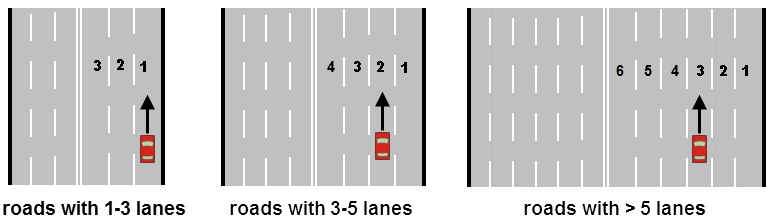 3 2 1
4 3 2 1
6 5 4 3 2 1
roads with 1-3 lanes
roads with 3-5 lanes
roads with > 5 lanes